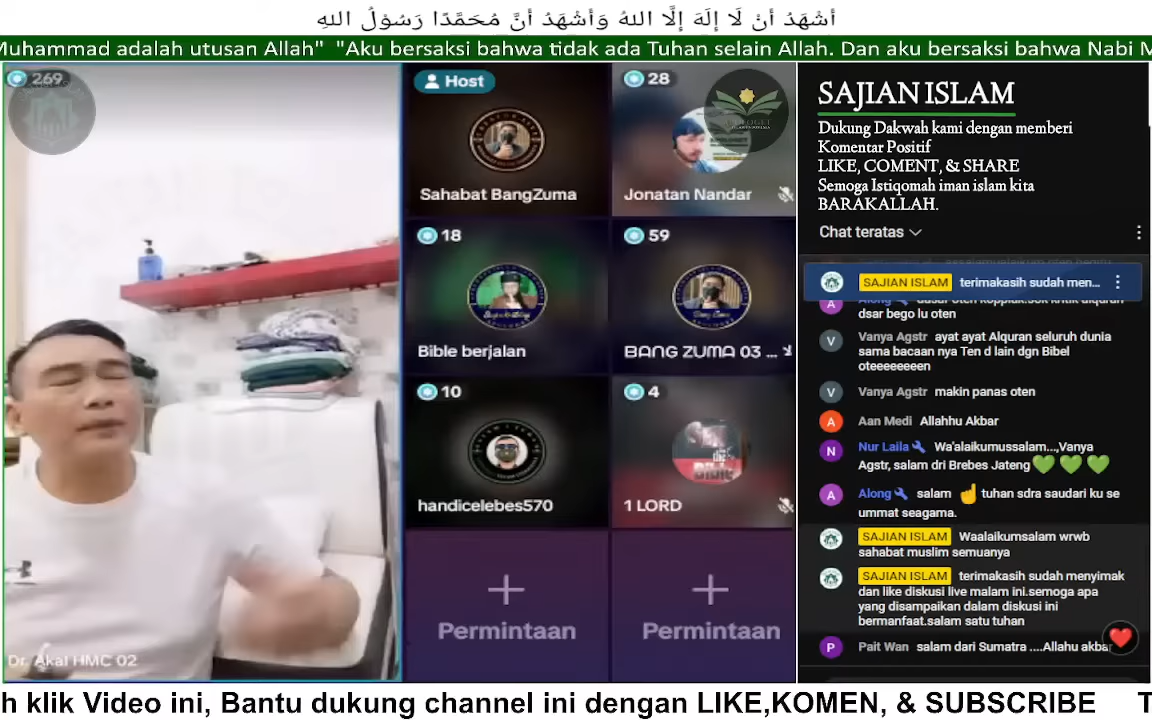 أشْهَدُ أنْ لَا إِلَهَ إِلَّا اللهُ وَأشْهَدُ أنَّ مُحَمَّدًا رَسُوْلُ اللهِ
Muhammad adalah utusan Allah" "Aku bersaksi bahwa tidak ada Tuhan selain Allah. Dan aku bersaksi bahwa Nabi M
269
Host
Sahabat BangZuma
28
Jonatan Nandar
18
Bible berjalan
59
BANG ZUMA 03 ...
10
handicelebes570
4
1 LORD
Permintaan
Permintaan
Dr. Akal HMC 02
SAJIAN ISLAM
Dukung Dakwah kami dengan memberi
Komentar Positif
LIKE, COMENT, & SHARE
Semoga Istiqomah iman islam kita
BARAKALLAH.
Chat teratas
SAJIAN ISLAM terimakasih sudah men...
dsar bego lu oten
Vanya Agstr ayat ayat Alquran seluruh dunia
sama bacaan nya Ten d lain dgn Bibel
oteeeeeeeen
Vanya Agstr makin panas oten
Aan Medi Allahhu Akbar
Nur Laila Wa'alaikumussalam...,Vanya
Agstr, salam dri Brebes Jateng💚💚💚
Along salam ☝ tuhan sdra saudari ku se
ummat seagama.
SAJIAN ISLAM Waalaikumsalam wrwb
sahabat muslim semuanya
SAJIAN ISLAM terimakasih sudah menyimak
dan like diskusi live malam ini.semoga apa
yang disampaikan dalam diskusi ini
bermanfaat.salam satu tuhan
Pait Wan salam dari Sumatra ....Allahu akbar
h klik Video ini, Bantu dukung channel ini dengan LIKE,KOMEN, & SUBSCRIBE T